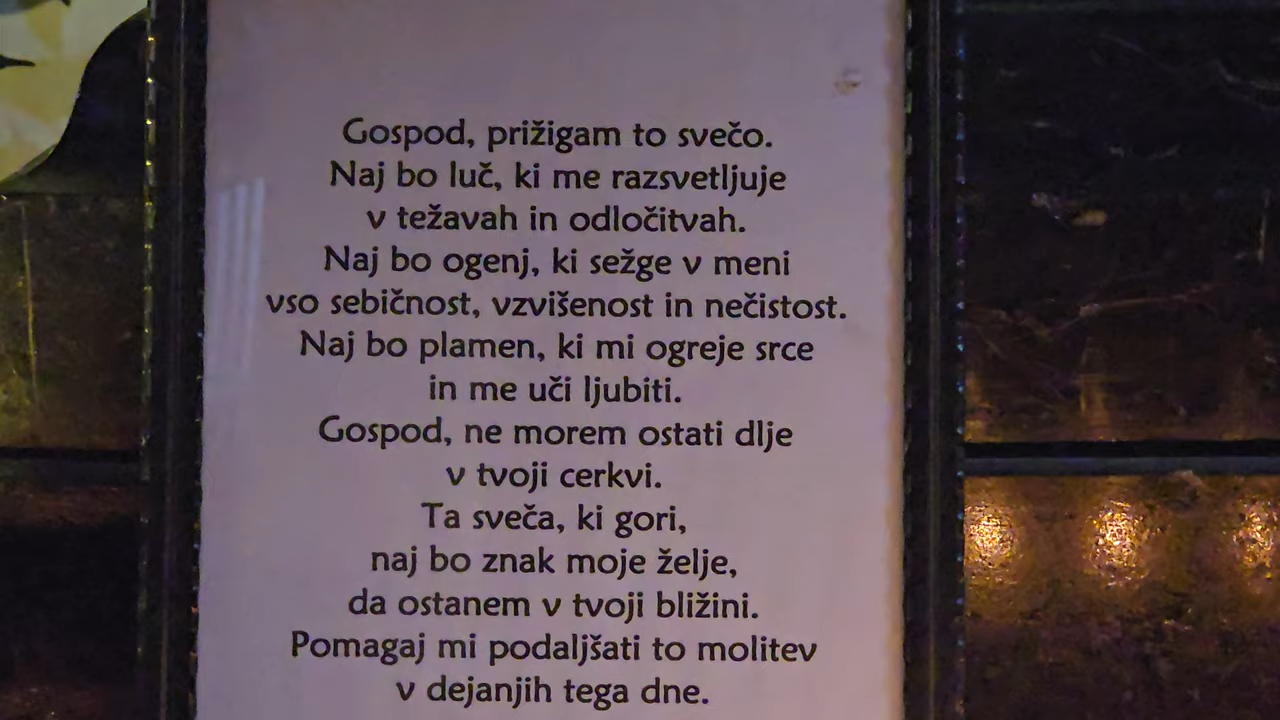 Gospod, prižigam to svečo.
Naj bo luč, ki me razsvetljuje
v težavah in odločitvah.
Naj bo ogenj, ki sežge v meni
vso sebičnost, vzvišenost in nečistost.
Naj bo plamen, ki mi ogreje srce
in me uči ljubiti.
Gospod, ne morem ostati dlje
v tvoji cerkvi.
Ta sveča, ki gori,
naj bo znak moje želje,
da ostanem v tvoji bližini.
Pomagaj mi podaljšati to molitev
v dejanjih tega dne.